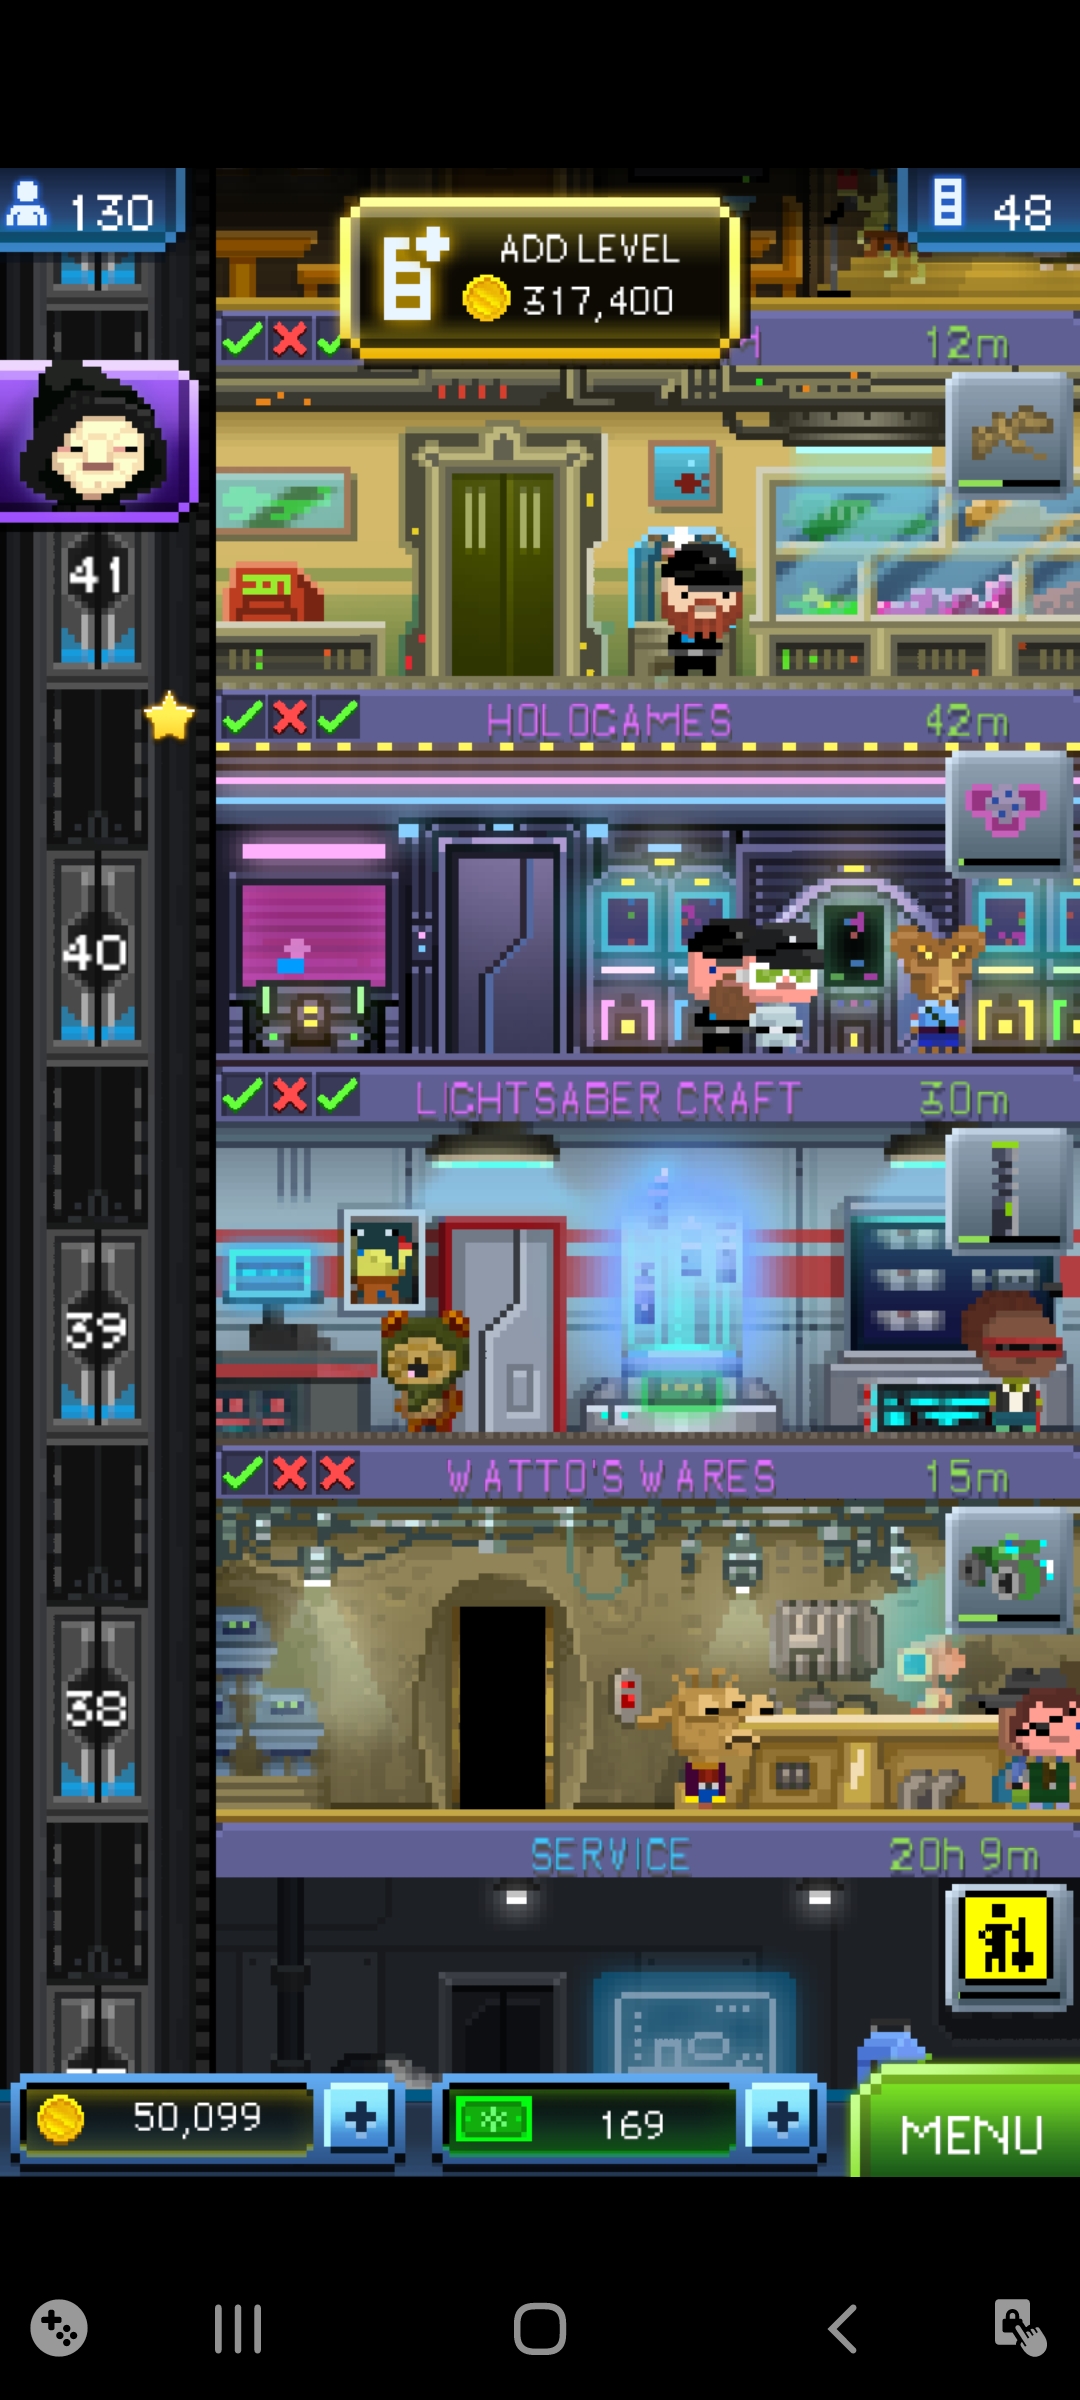 130
ADD LEVEL
317,400
48
12m
41
HOLOGAMES
42m
40
LIGHTSABER CRAFT
30m
39
WATTO'S WARES
15m
38
SERVICE
20h 9m
50,099
169
MENU